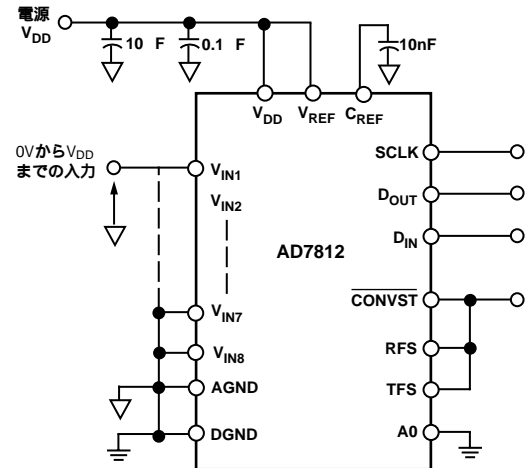 電源
VDD
10 F
0.1 F
10nF
VDD
VREF
CREF
0VからVDD
までの入力
VIN1
VIN2
VIN7
VIN8
AGND
DGND
AD7812
SCLK
DOUT
DIN
CONVST
RFS
TFS
A0